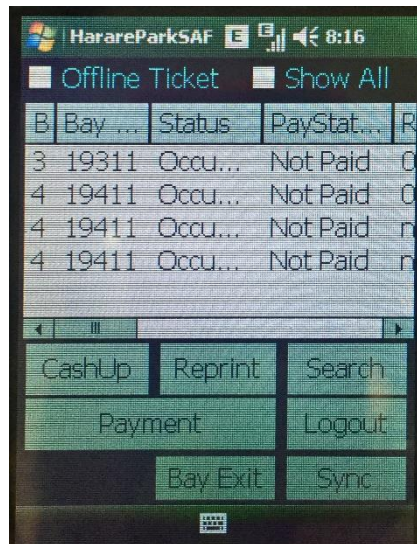 HarareParkSAF E E 8:16
Offline Ticket Show All
B Bay ... Status PayStat... R
3 19311 Occu... Not Paid 0
4 19411 Occu... Not Paid 0
4 19411 Occu... Not Paid n
4 19411 Occu... Not Paid n
CashUp Reprint Search
Payment Logout
Bay Exit Sync